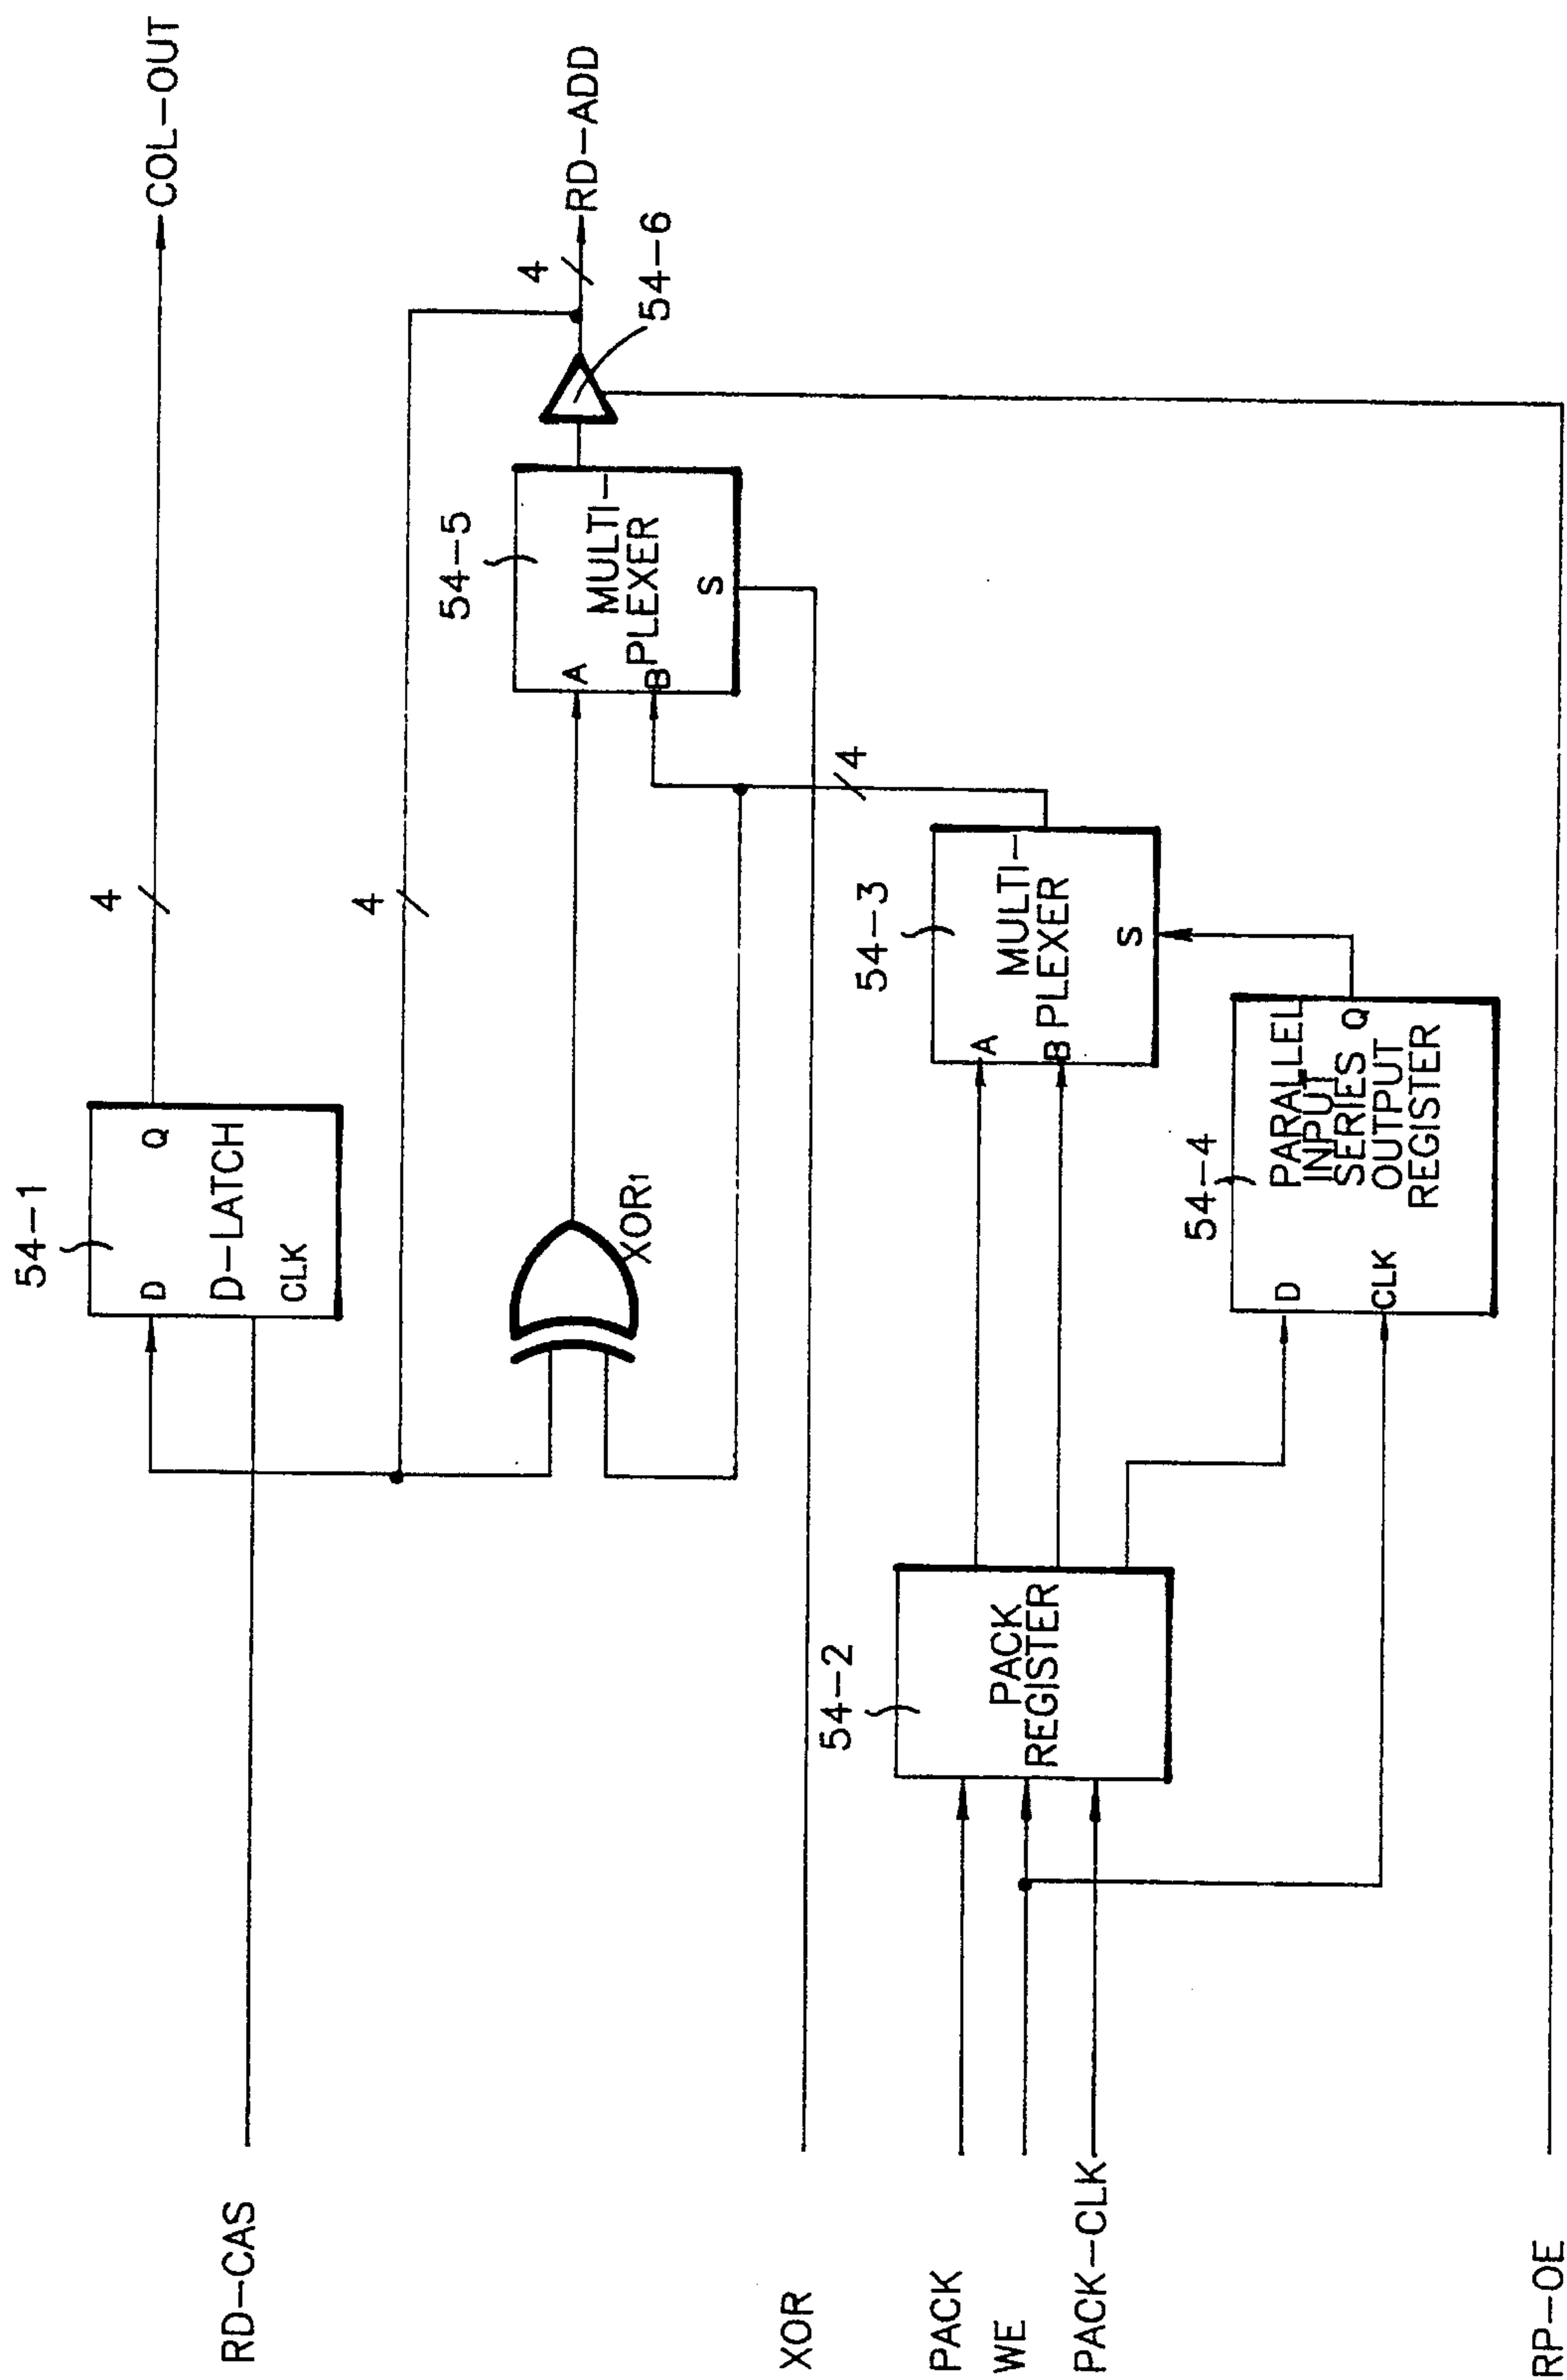 COL-OUT
RD-ADD
54-6
4
4
4
4
54-1
D
Q
D-LATCH
CLK
54-5
A
MULTI-
B PLEXER
S
XOR1
54-3
A
MULTI-
B PLEXER
S
54-4
D
PARALLEL
INPUT
SERIES Q
OUTPUT
CLK
REGISTER
54-2
PACK
REGISTER
RD-CAS
XOR
PACK
WE
PACK-CLK
RP-OE